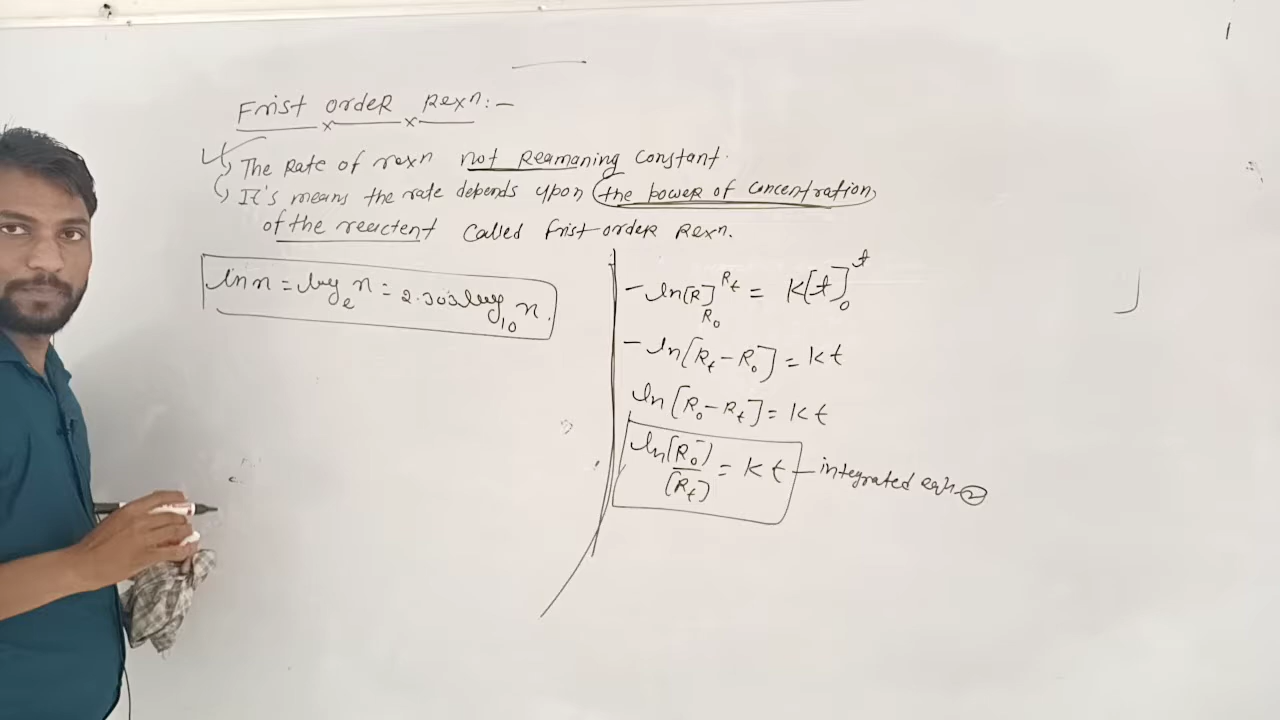 Frist order Rexn:-
The Rate of rexn not Reamaning Constant.
It's means the rate depends upon the power of concentration
of the reactent called frist order Rexn.
ln n = log_e n = 2.303 log_10 n.
- ln[R]_{R_0}^{R_t} = K[t]_0^t
- ln[R_t - R_0] = Kt
ln[R_0 - R_t] = Kt
ln [R_0]/[R_t] = Kt - integrated eqn - ②